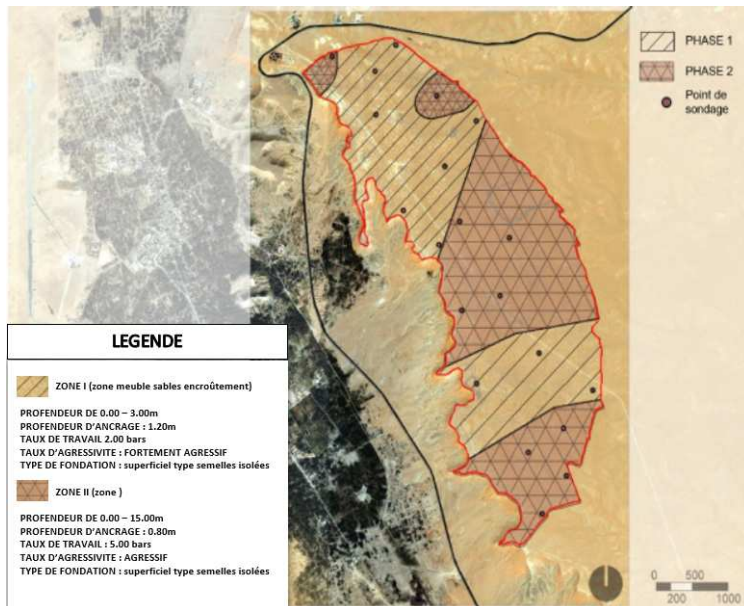 PHASE 1
PHASE 2
Point de
sondage
LEGENDE
ZONE I (zone meuble sables encroûtement)
PROFENDEUR DE 0.00 – 3.00m
PROFENDEUR D'ANCRAGE : 1.20m
TAUX DE TRAVAIL 2.00 bars
TAUX D'AGRESSIVITE : FORTEMENT AGRESSIF
TYPE DE FONDATION : superficiel type semelles isolées
ZONE II (zone )
PROFENDEUR DE 0.00 – 15.00m
PROFENDEUR D'ANCRAGE : 0.80m
TAUX DE TRAVAIL : 5.00 bars
TAUX D'AGRESSIVITE : AGRESSIF
TYPE DE FONDATION : superficiel type semelles isolées
0 500
200 1000